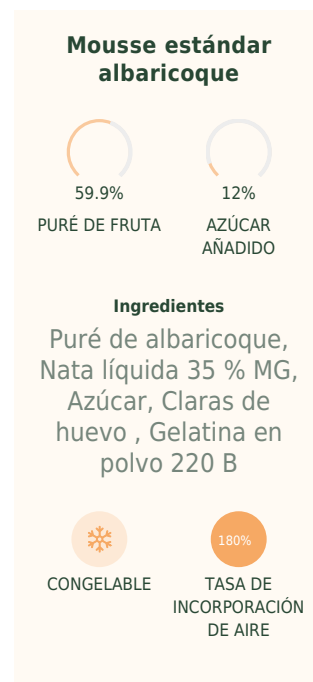 Mousse estándar
albaricoque
59.9%
PURÉ DE FRUTA
12%
AZÚCAR
AÑADIDO
Ingredientes
Puré de albaricoque,
Nata líquida 35 % MG,
Azúcar, Claras de
huevo , Gelatina en
polvo 220 B
CONGELABLE
180%
TASA DE
INCORPORACIÓN
DE AIRE